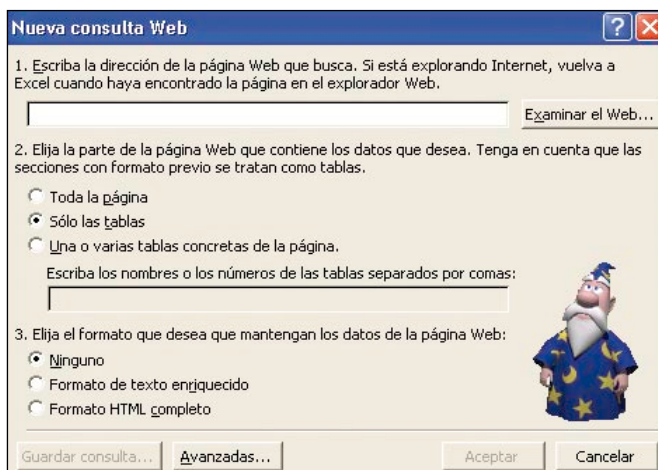 Nueva consulta Web
1. Escriba la dirección de la página Web que busca. Si está explorando Internet, vuelva a
Excel cuando haya encontrado la página en el explorador Web.
Examinar el Web...
2. Elija la parte de la página Web que contiene los datos que desea. Tenga en cuenta que las
secciones con formato previo se tratan como tablas.
Toda la página
Sólo las tablas
Una o varias tablas concretas de la página.
Escriba los nombres o los números de las tablas separados por comas:
3. Elija el formato que desea que mantengan los datos de la página Web:
Ninguno
Formato de texto enriquecido
Formato HTML completo
Guardar consulta... Avanzadas... Aceptar Cancelar